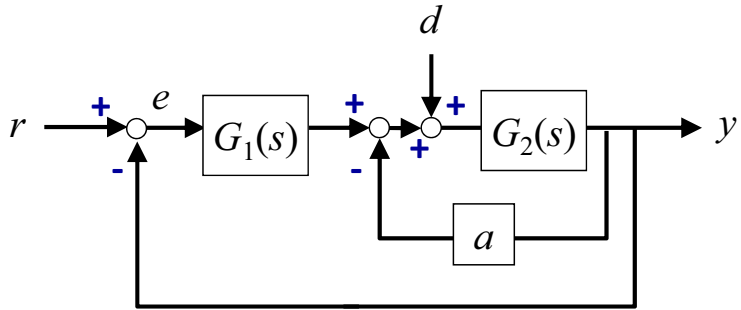 d
+ e + +
r G₁(s) G₂(s) y
- - +
a